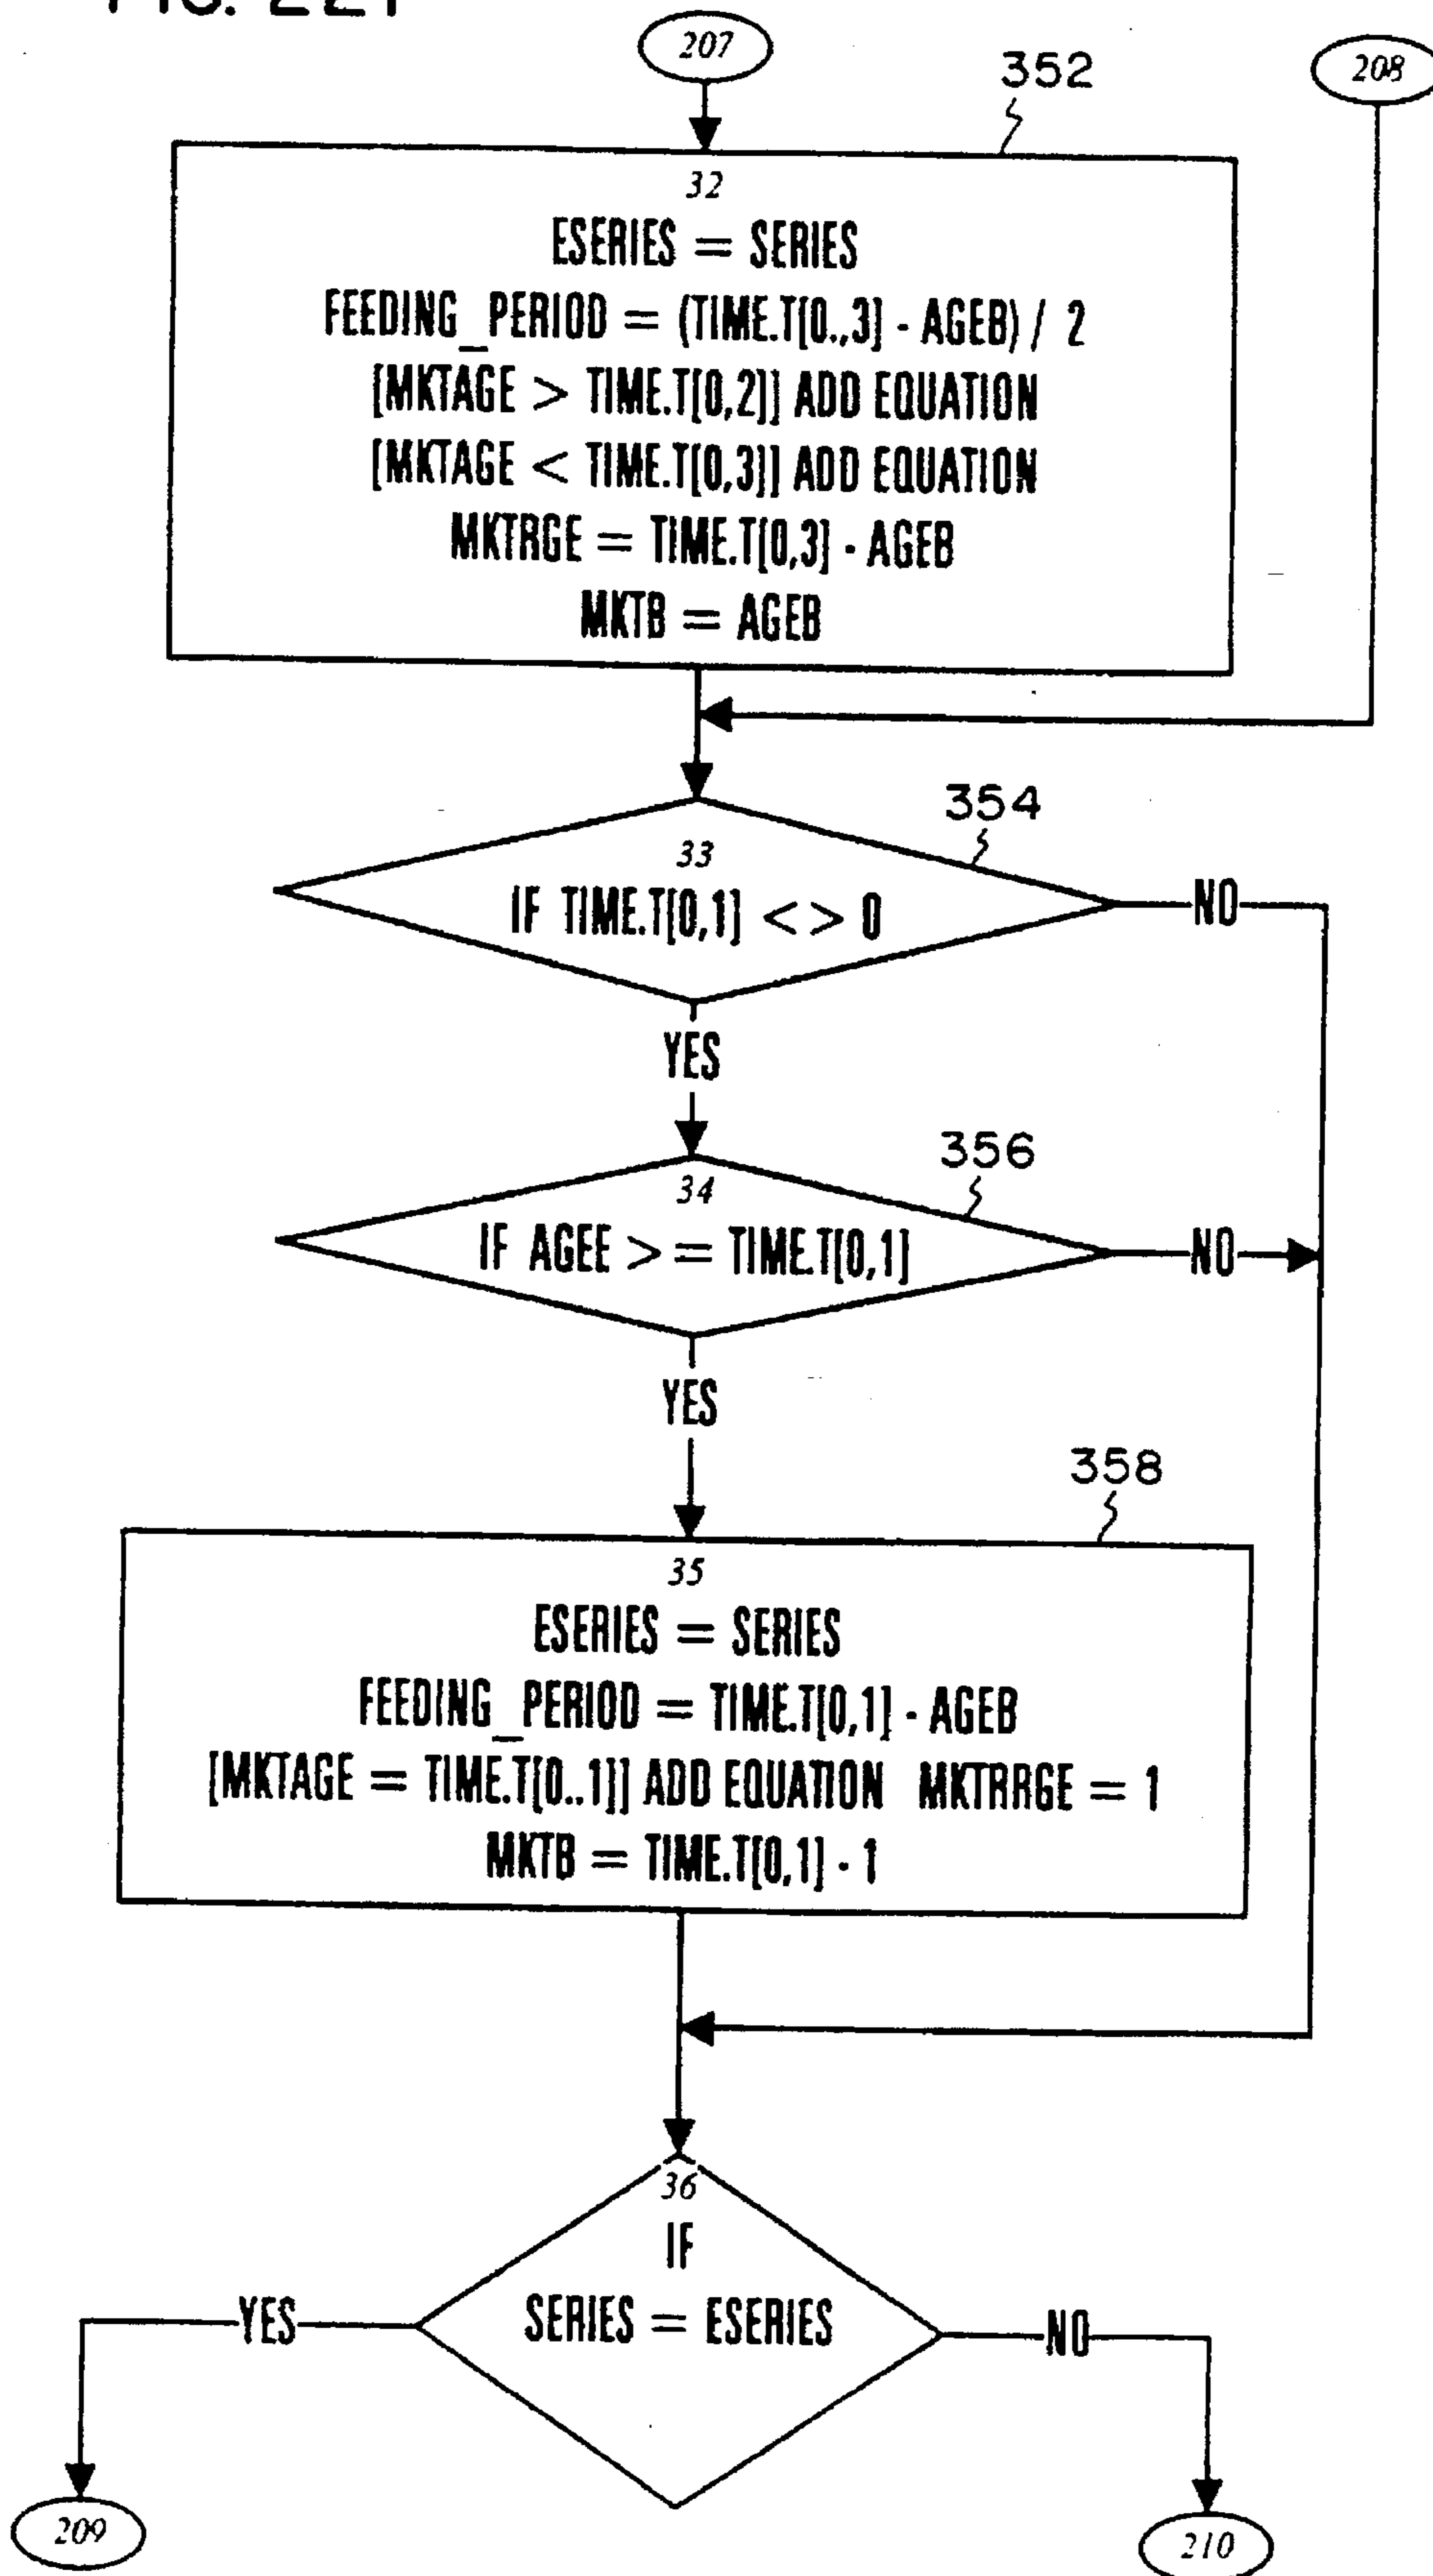 207
352
208
32
ESERIES = SERIES
FEEDING_PERIOD = (TIME.T[0.,3] - AGEB) / 2
[MKTAGE > TIME.T[0,2]] ADD EQUATION
[MKTAGE < TIME.T[0,3]] ADD EQUATION
MKTRGE = TIME.T[0,3] - AGEB
MKTB = AGEB
354
33
IF TIME.T[0,1] < > 0
NO
YES
356
34
IF AGEE > = TIME.T[0,1]
NO
YES
358
35
ESERIES = SERIES
FEEDING_PERIOD = TIME.T[0,1] - AGEB
[MKTAGE = TIME.T[0..1]] ADD EQUATION MKTRRGE = 1
MKTB = TIME.T[0,1] - 1
36
IF
SERIES = ESERIES
YES
NO
209
210